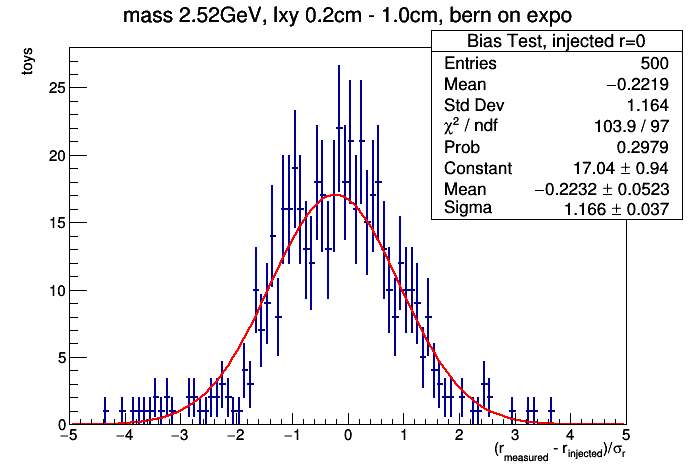 mass 2.52GeV, lxy 0.2cm - 1.0cm, bern on expo
toys
Bias Test, injected r=0
Entries 500
Mean −0.2219
Std Dev 1.164
χ² / ndf 103.9 / 97
Prob 0.2979
Constant 17.04 ± 0.94
Mean −0.2232 ± 0.0523
Sigma 1.166 ± 0.037
25
20
15
10
5
0
−5 −4 −3 −2 −1 0 1 2 3 4 5
(r_measured - r_injected)/σ_r